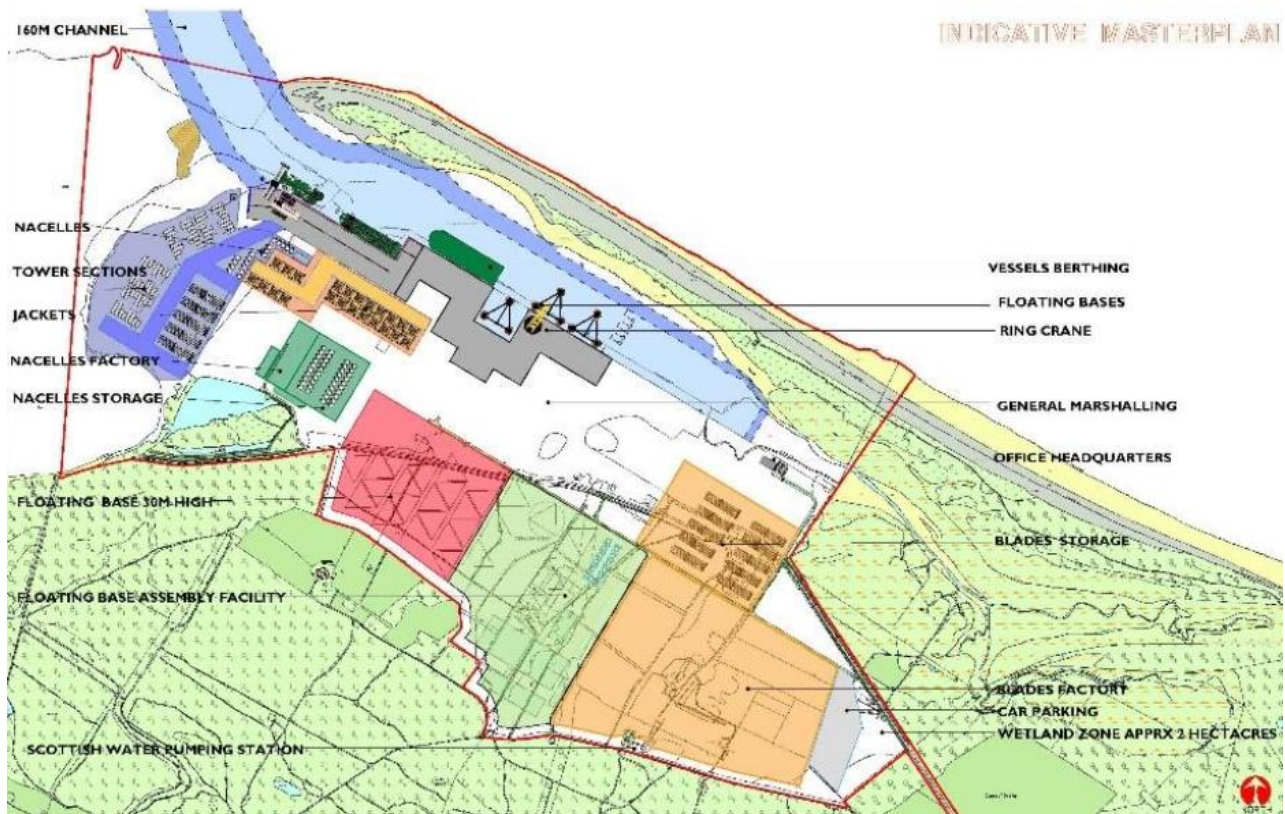 160M CHANNEL
INDICATIVE MASTERPLAN
NACELLES
TOWER SECTIONS
JACKETS
NACELLES FACTORY
NACELLES STORAGE
FLOATING BASE 30M HIGH
FLOATING BASE ASSEMBLY FACILITY
SCOTTISH WATER PUMPING STATION
VESSELS BERTHING
FLOATING BASES
RING CRANE
GENERAL MARSHALLING
OFFICE HEADQUARTERS
BLADES STORAGE
BLADES FACTORY
CAR PARKING
WETLAND ZONE APPRX 2 HECTACRES
NORTH